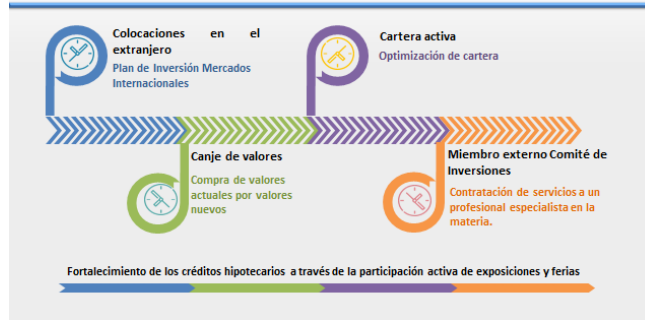 Colocaciones en el
extranjero
Plan de Inversión Mercados
Internacionales
Cartera activa
Optimización de cartera
Canje de valores
Compra de valores
actuales por valores
nuevos
Miembro externo Comité de
Inversiones
Contratación de servicios a un
profesional especialista en la
materia.
Fortalecimiento de los créditos hipotecarios a través de la participación activa de exposiciones y ferias